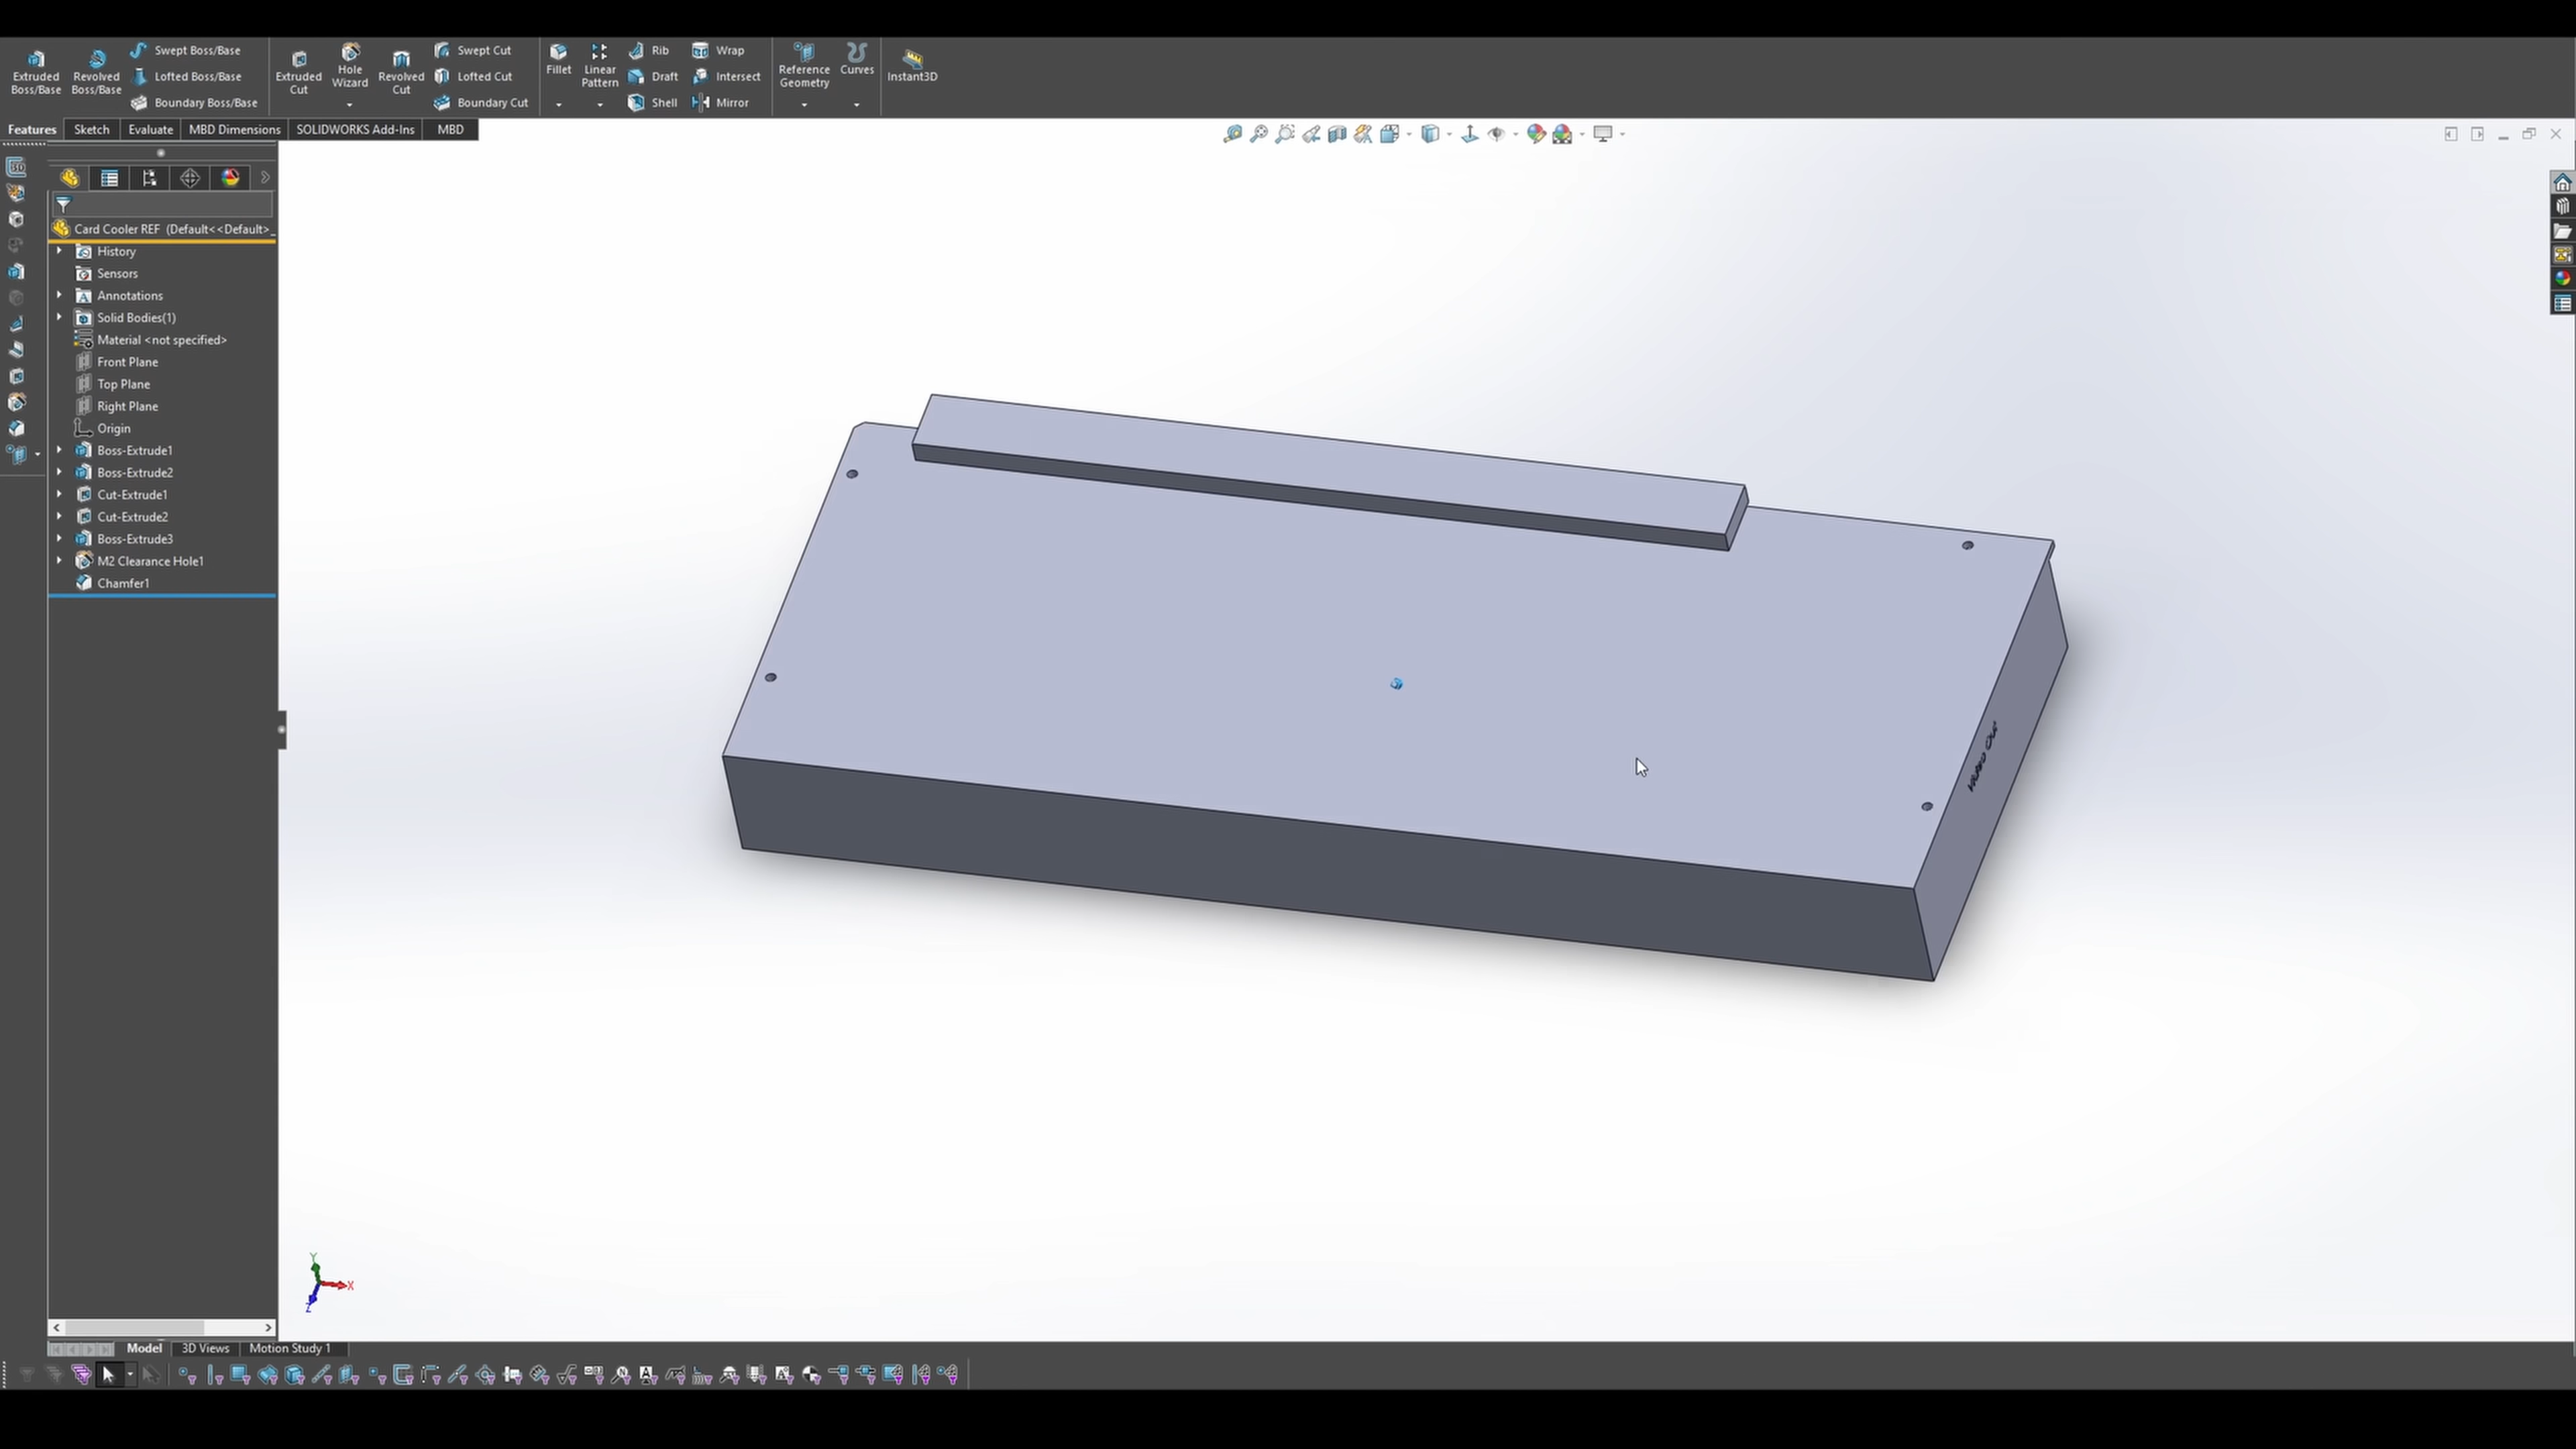 Extruded Boss/Base
Revolved Boss/Base
Swept Boss/Base
Lofted Boss/Base
Boundary Boss/Base
Extruded Cut
Hole Wizard
Revolved Cut
Swept Cut
Lofted Cut
Boundary Cut
Fillet
Linear Pattern
Rib
Draft
Shell
Wrap
Intersect
Mirror
Reference Geometry
Curves
Instant3D
Features
Sketch
Evaluate
MBD Dimensions
SOLIDWORKS Add-Ins
MBD
Card Cooler REF (Default<<Default>_
History
Sensors
Annotations
Solid Bodies(1)
Material <not specified>
Front Plane
Top Plane
Right Plane
Origin
Boss-Extrude1
Boss-Extrude2
Cut-Extrude1
Cut-Extrude2
Boss-Extrude3
M2 Clearance Hole1
Chamfer1
Y
X
Z
Model
3D Views
Motion Study 1